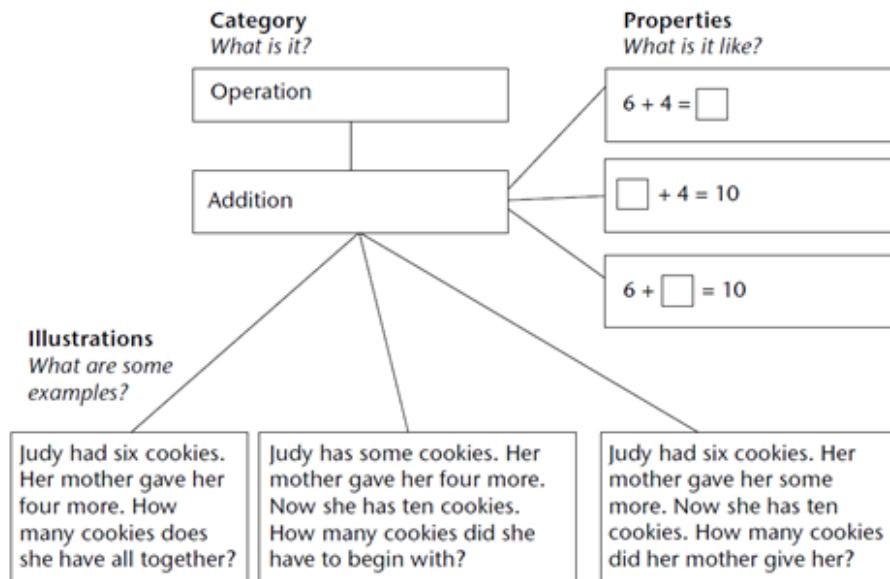 Category
What is it?
Operation
Addition
Properties
What is it like?
6 + 4 = □
□ + 4 = 10
6 + □ = 10
Illustrations
What are some
examples?
Judy had six cookies.
Her mother gave her
four more. How
many cookies does
she have all together?
Judy has some cookies. Her
mother gave her four more.
Now she has ten cookies.
How many cookies did she
have to begin with?
Judy had six cookies. Her
mother gave her some
more. Now she has ten
cookies. How many cookies
did her mother give her?